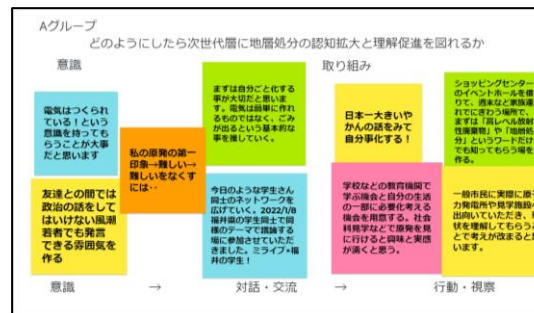 Aグループ
どのようにしたら次世代層に地層処分の認知拡大と理解促進を図れるか
意識
取り組み
電気はつくられ
ている！という
意識を持っても
らうことが大事
だと思います
友達との間では
政治の話をして
はいけない風潮
若者でも発言
できる雰囲気を
作る
私の原発の第一
印象→難しい→
難しいをなくす
には‥
まずは自分ごと化する
事が大切だと思いま
す。電気は簡単に作れ
るものではなく、ごみ
が出るという基本的な
事を推していく。
今日のような学生さん
同士のネットワークを
広げていく。2022/1/8
福井県の学生同士で同
様のテーマで議論する
場に参加させていただ
きました。ミライブ×福
井の学生！
日本一大きいや
かんの話をみて
自分事化する！
学校などの教育機関で
学ぶ機会と自分の生活
の一部に必要化考える
機会を用意する。社会
科見学などで原発を見
に行けると興味と実感
が湧くと思う。
ショッピングセンター
のイベントホールを借
りて、週末など家族連
れでにぎわう場所で、
まずは「高レベル放射
性廃棄物」や「地層処
分」というワードだけ
でも知ってもらう場を
作る。
一般市民に実際に原子
力発電所や見学施設へ
出向いていただき、
状を理解してもらうこ
とで考えが改まると
います。
意識
→
対話・交流
→
行動・視察